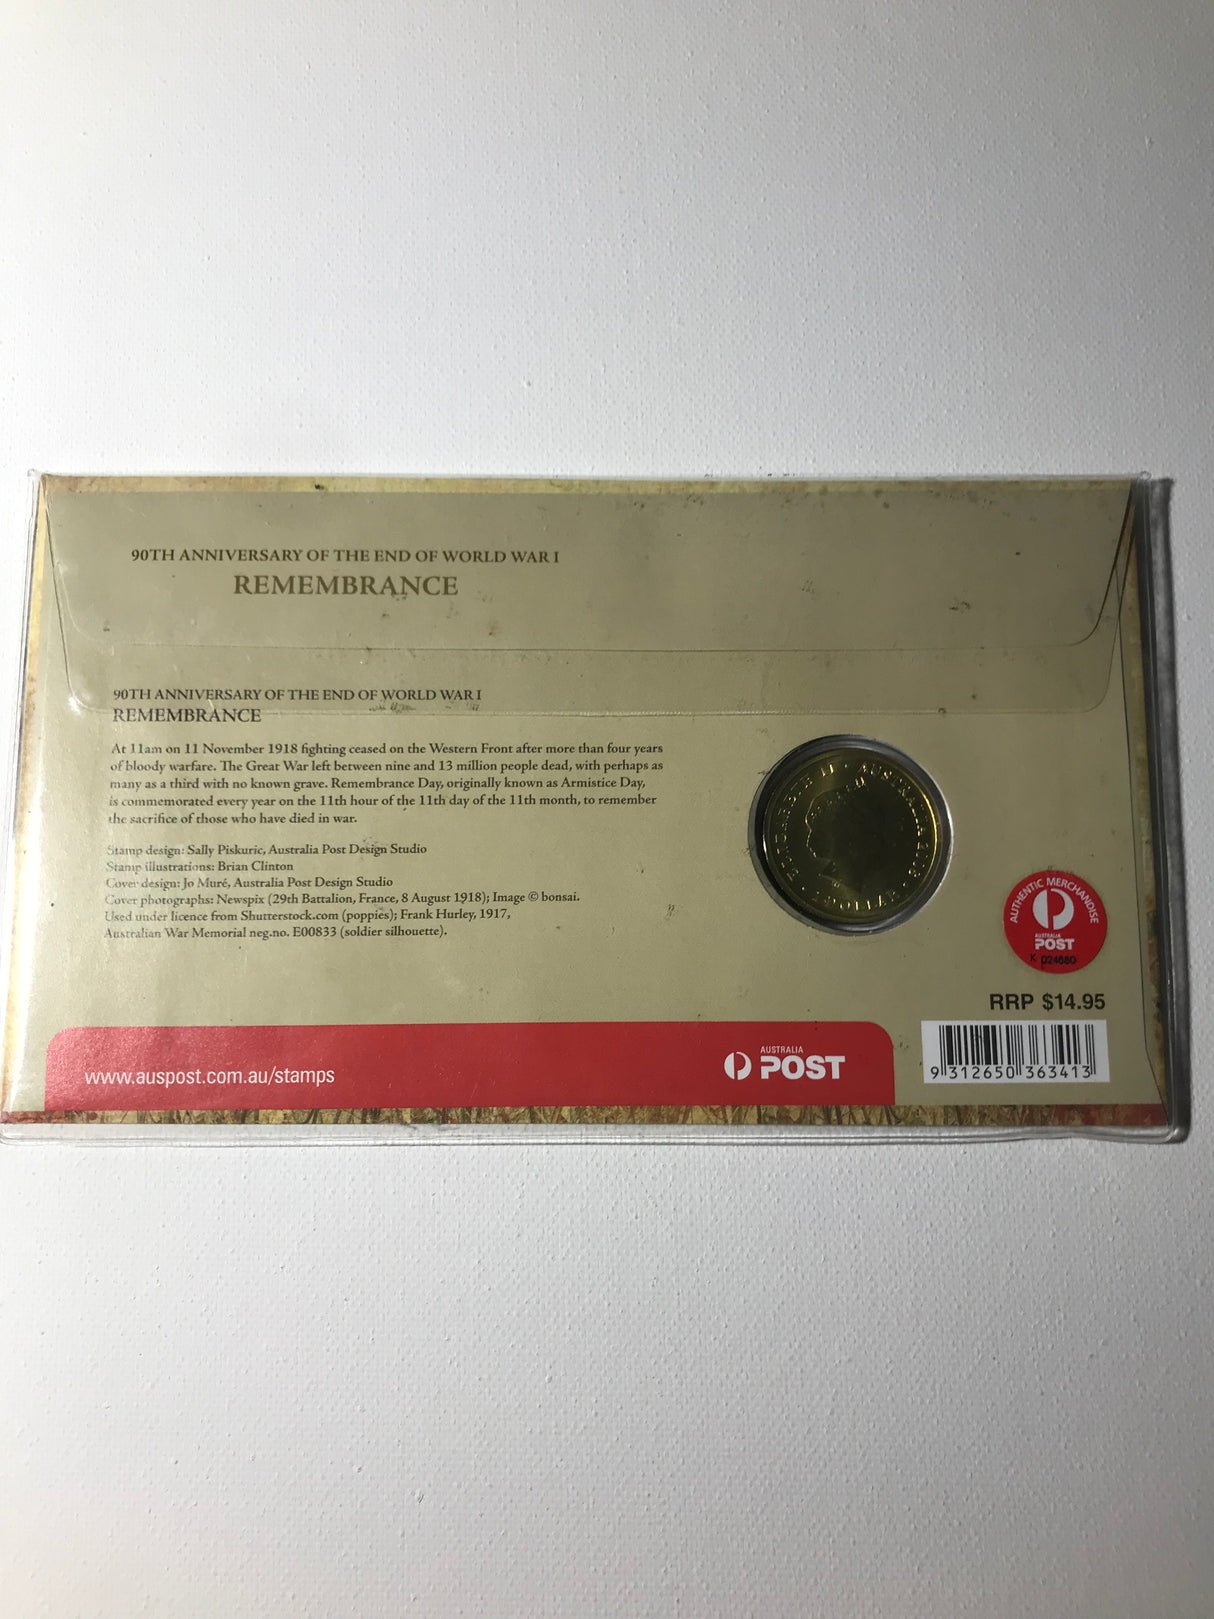 90TH ANNIVERSARY OF THE END OF WORLD WAR I
REMEMBRANCE
90TH ANNIVERSARY OF THE END OF WORLD WAR I
REMEMBRANCE
At 11am on 11 November 1918 fighting ceased on the Western Front after more than four years
of bloody warfare. The Great War left between nine and 13 million people dead, with perhaps as
many as a third with no known grave. Remembrance Day, originally known as Armistice Day,
is commemorated every year on the 11th hour of the 11th day of the 11th month, to remember
the sacrifice of those who have died in war.
Stamp design: Sally Piskuric, Australia Post Design Studio
Stamp illustrations: Brian Clinton
Cover design: Jo Muré, Australia Post Design Studio
Cover photographs: Newspix (29th Battalion, France, 8 August 1918); Image © bonsai.
Used under licence from Shutterstock.com (poppies); Frank Hurley, 1917,
Australian War Memorial neg.no. E00833 (soldier silhouette).
ELIZABETH II · AUSTRALIA 2008
1 DOLLAR
AUTHENTIC MERCHANDISE
AUSTRALIA
POST
K 024680
RRP $14.95
9 312650 363413
www.auspost.com.au/stamps
AUSTRALIA
POST